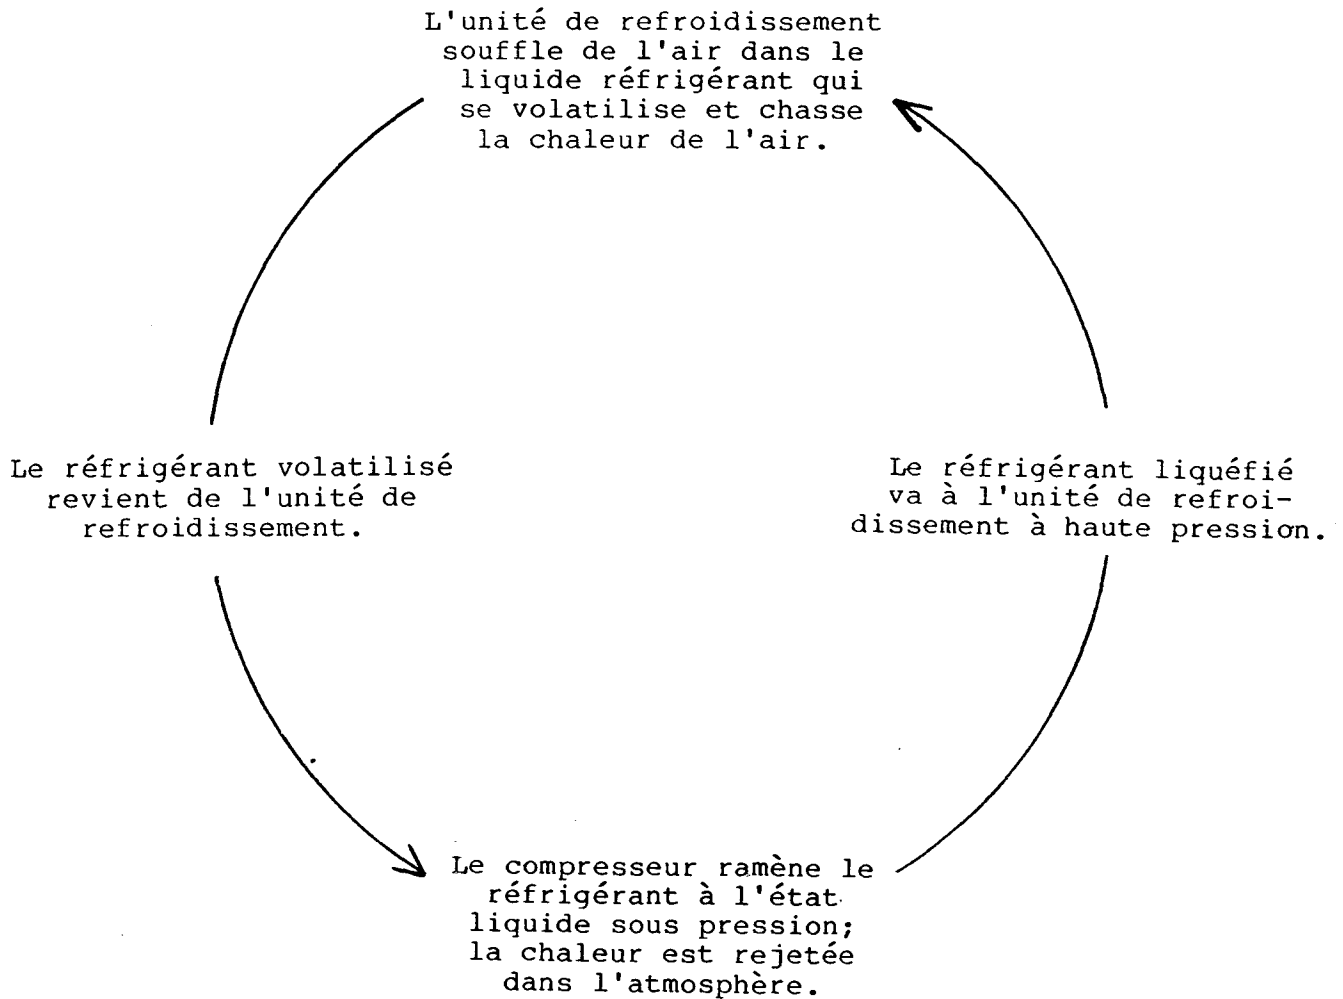 L'unité de refroidissement
souffle de l'air dans le
liquide réfrigérant qui
se volatilise et chasse
la chaleur de l'air.
Le réfrigérant volatilisé
revient de l'unité de
refroidissement.
Le réfrigérant liquéfié
va à l'unité de refroi-
dissement à haute pression.
Le compresseur ramène le
réfrigérant à l'état
liquide sous pression;
la chaleur est rejetée
dans l'atmosphère.